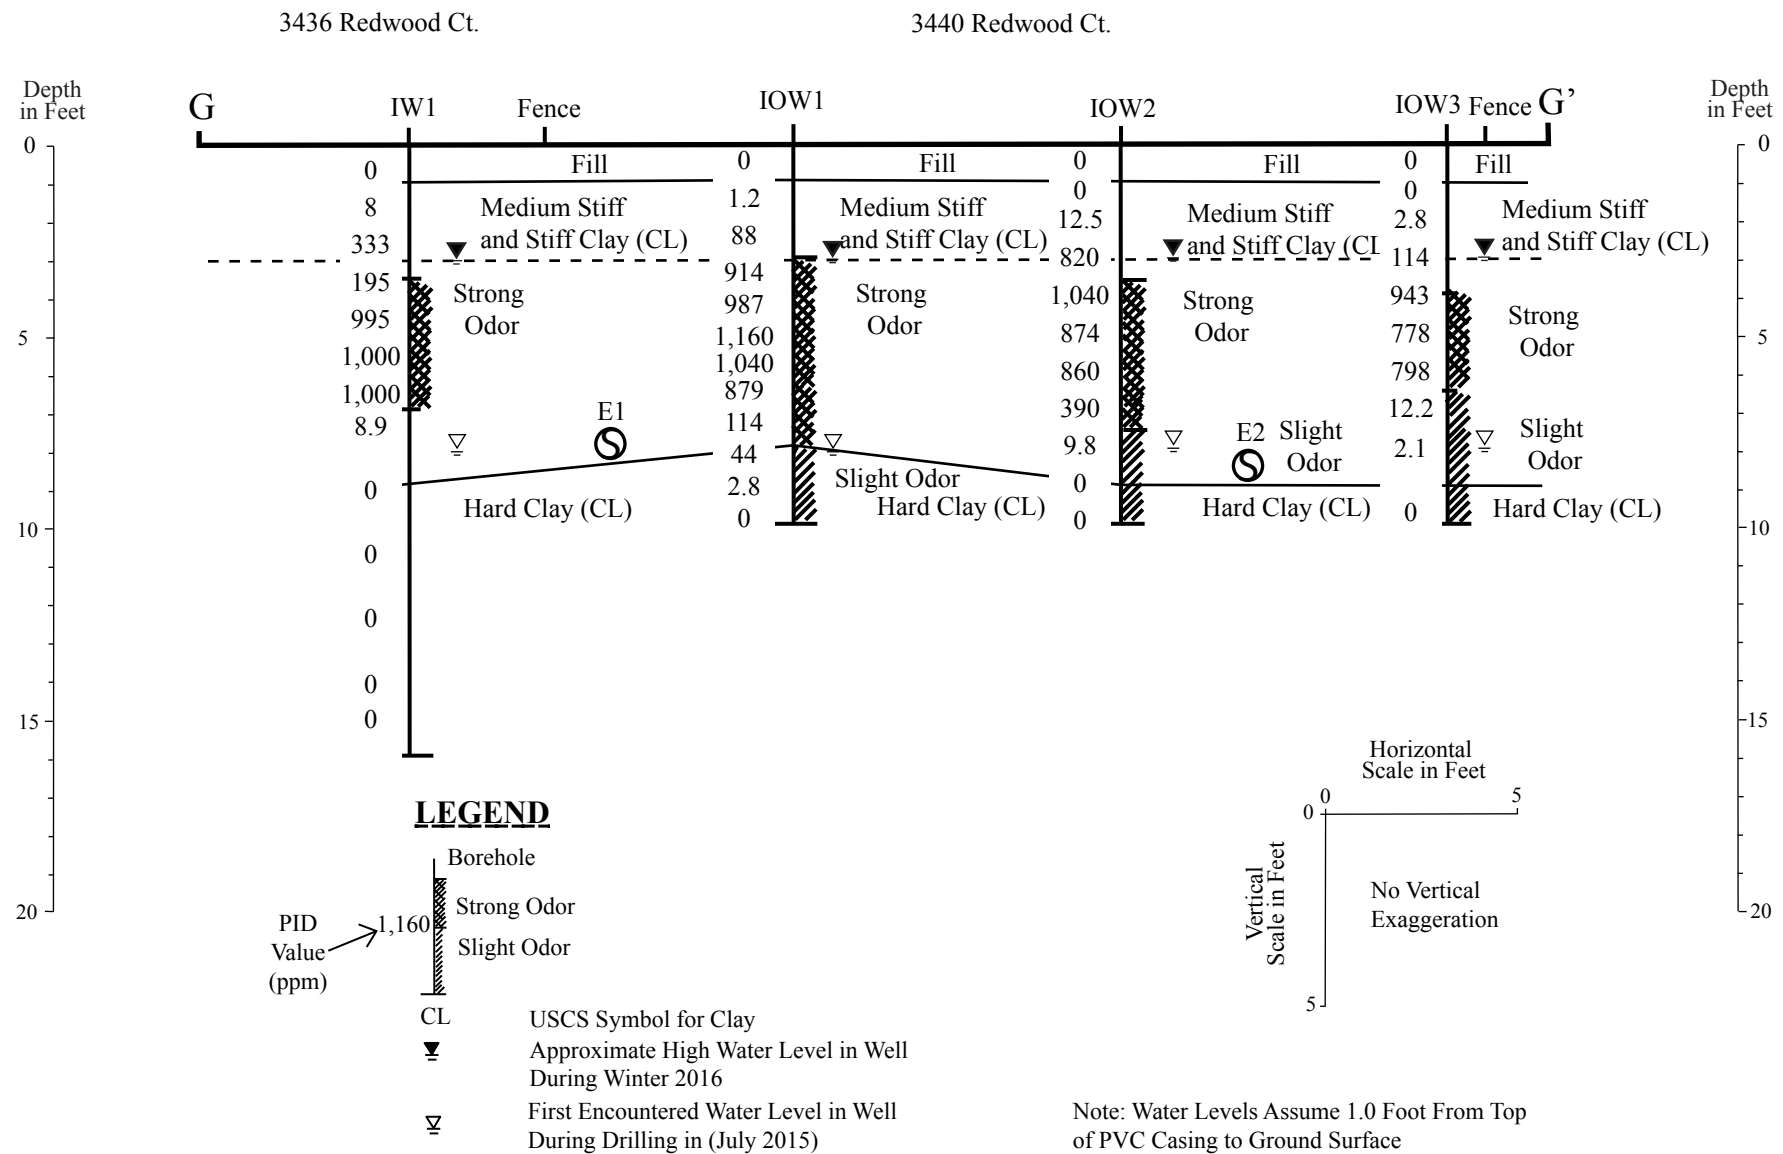 3436 Redwood Ct.
3440 Redwood Ct.
Depth
in Feet
G
IW1
Fence
IOW1
IOW2
IOW3
Fence
G’
Depth
in Feet
0
5
10
15
20
0
8
333
195
995
1,000
1,000
8.9
0
0
0
0
0
Fill
Medium Stiff
and Stiff Clay (CL)
Strong
Odor
E1
Hard Clay (CL)
0
1.2
88
914
987
1,160
1,040
879
114
44
2.8
0
Fill
Medium Stiff
and Stiff Clay (CL)
Strong
Odor
Slight Odor
Hard Clay (CL)
0
0
12.5
820
1,040
874
860
390
9.8
0
0
Fill
Medium Stiff
and Stiff Clay (CL
Strong
Odor
E2
Slight
Odor
Hard Clay (CL)
0
0
2.8
114
943
778
798
12.2
2.1
0
Fill
Medium Stiff
and Stiff Clay (CL)
Strong
Odor
Slight
Odor
Hard Clay (CL)
0
5
10
15
20
LEGEND
Borehole
Strong Odor
Slight Odor
PID
Value
(ppm)
1,160
CL
USCS Symbol for Clay
Approximate High Water Level in Well
During Winter 2016
First Encountered Water Level in Well
During Drilling in (July 2015)
Horizontal
Scale in Feet
0
5
0
5
Vertical
Scale in Feet
No Vertical
Exaggeration
Note: Water Levels Assume 1.0 Foot From Top
of PVC Casing to Ground Surface